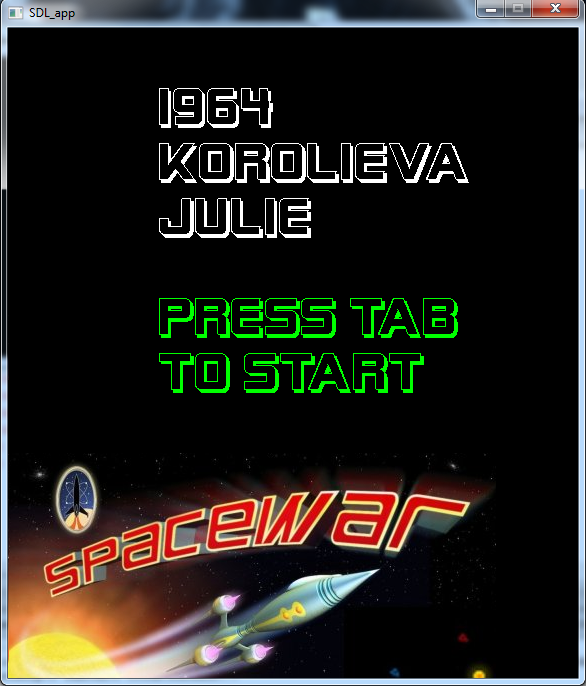 SDL_app
1964
KOROLIEVA
JULIE
PRESS TAB
TO START
spacewar